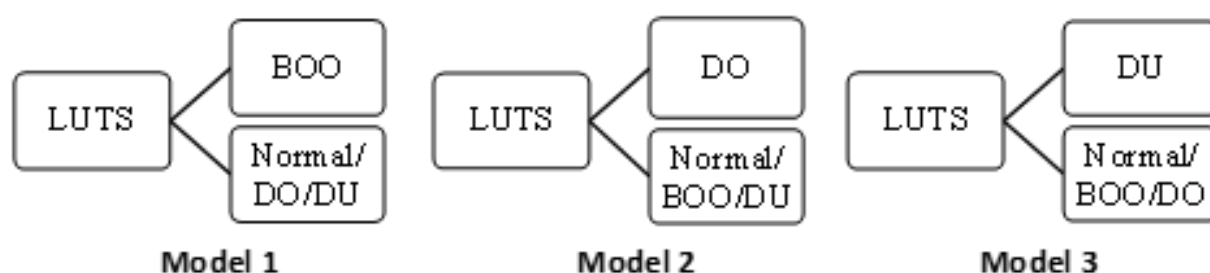 LUTS
BOO
Normal/
DO/DU
Model 1
LUTS
DO
Normal/
BOO/DU
Model 2
LUTS
DU
Normal/
BOO/DO
Model 3